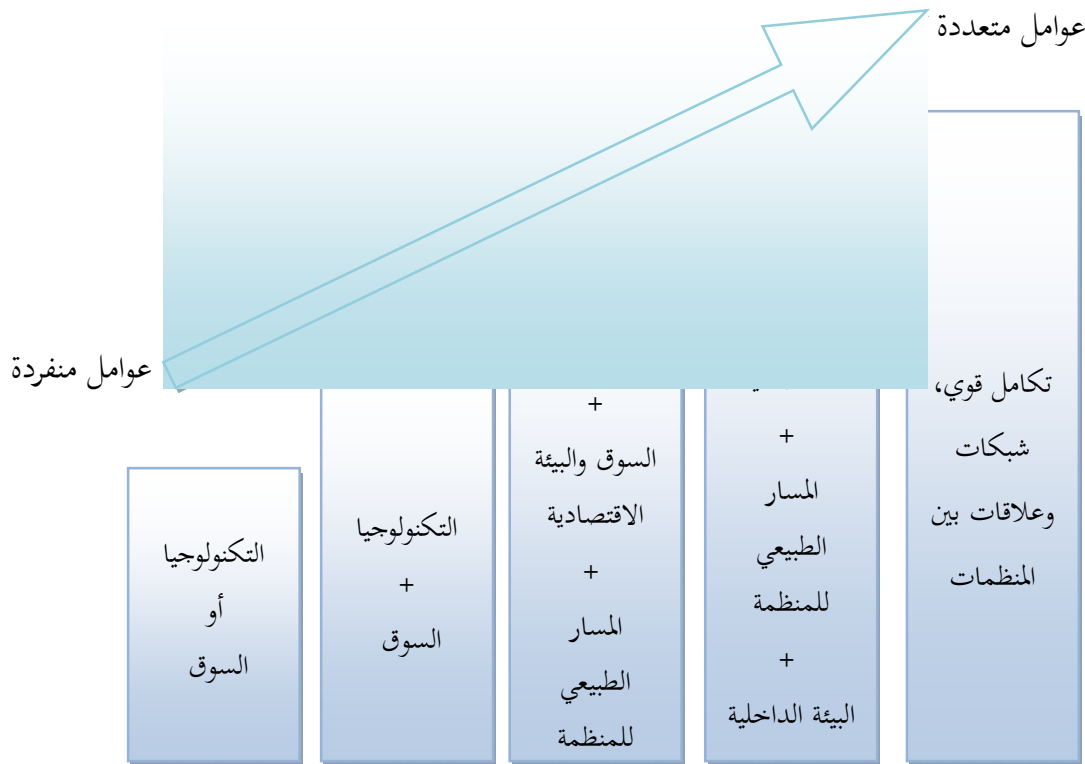 عوامل متعددة
عوامل منفردة
التكنولوجيا
أو
السوق
التكنولوجيا
+
السوق
+
السوق والبيئة
الاقتصادية
+
المسار
الطبيعي
للمنظمة
+
المسار
الطبيعي
للمنظمة
+
البيئة الداخلية
تكامل قوي،
شبكات
وعلاقات بين
المنظمات